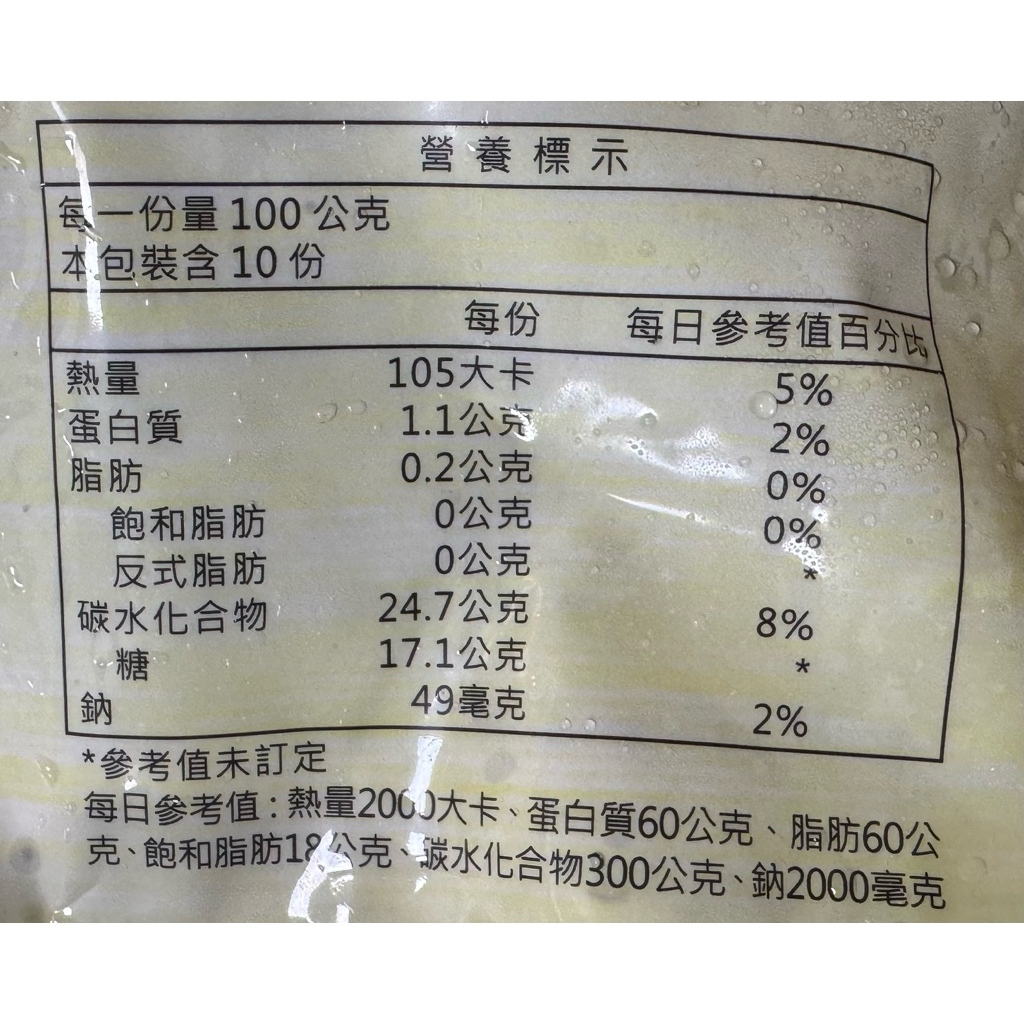 營養標示
每一份量 100 公克
本包裝含 10 份
每份 每日參考值百分比
熱量 105大卡 5%
蛋白質 1.1公克 2%
脂肪 0.2公克 0%
飽和脂肪 0公克 0%
反式脂肪 0公克 *
碳水化合物 24.7公克 8%
糖 17.1公克 *
鈉 49毫克 2%
*參考值未訂定
每日參考值:熱量2000大卡、蛋白質60公克、脂肪60公
克、飽和脂肪18公克、碳水化合物300公克、鈉2000毫克